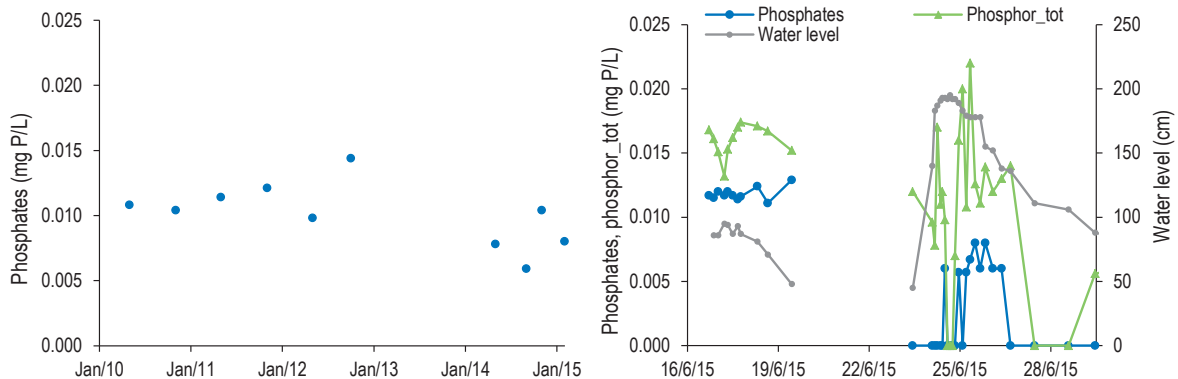 Phosphates (mg P/L)
0.025
0.020
0.015
0.010
0.005
0.000
Jan/10 Jan/11 Jan/12 Jan/13 Jan/14 Jan/15
Phosphates Phosphor_tot
Water level
Phosphates, phosphor_tot (mg P/L)
0.025
0.020
0.015
0.010
0.005
0.000
250
200
150
100
50
0
Water level (cm)
16/6/15 19/6/15 22/6/15 25/6/15 28/6/15